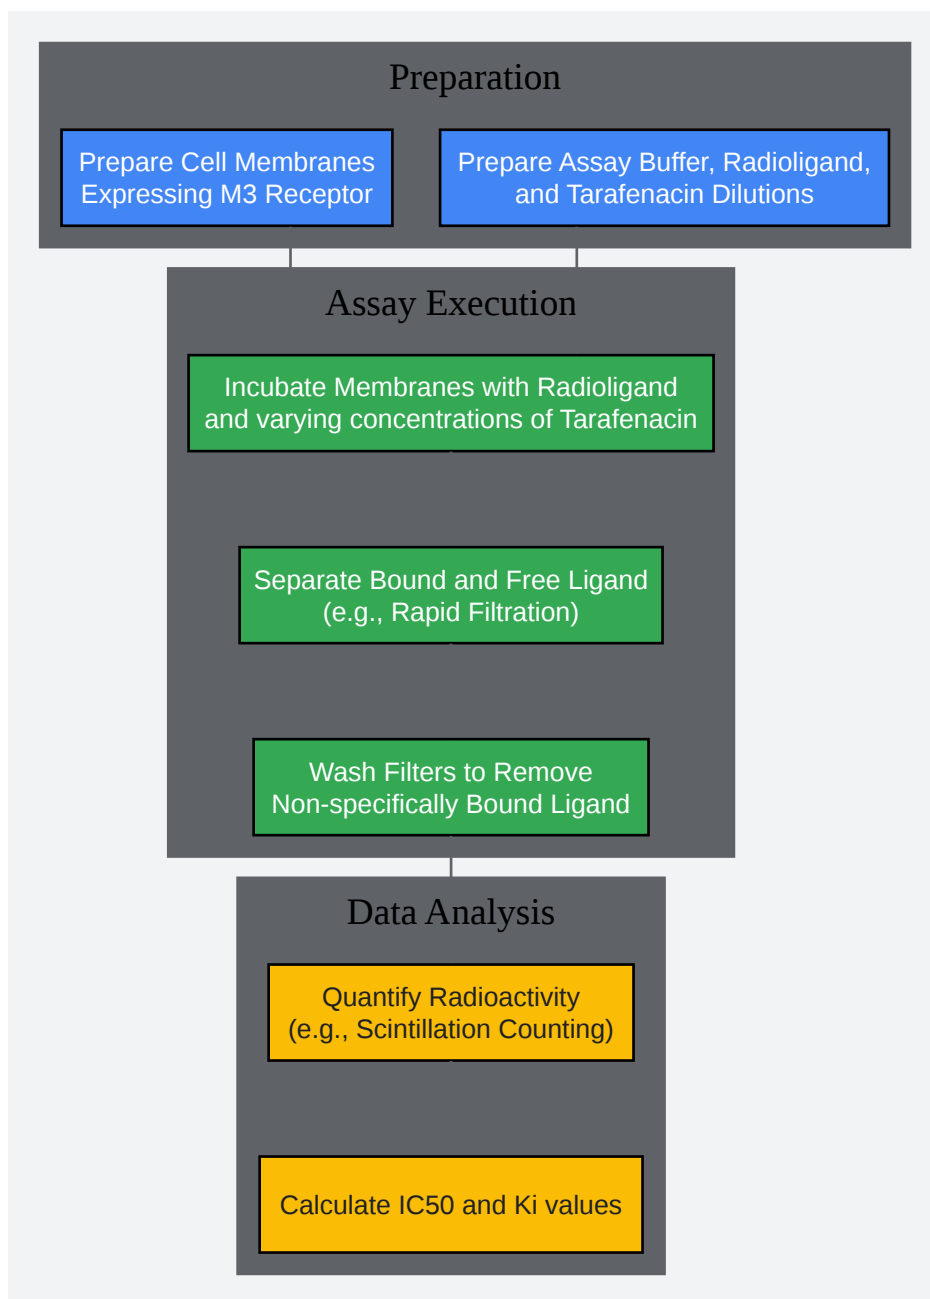 Preparation
Prepare Cell Membranes
Expressing M3 Receptor
Prepare Assay Buffer, Radioligand,
and Tarafenacin Dilutions
Assay Execution
Incubate Membranes with Radioligand
and varying concentrations of Tarafenacin
Separate Bound and Free Ligand
(e.g., Rapid Filtration)
Wash Filters to Remove
Non-specifically Bound Ligand
Data Analysis
Quantify Radioactivity
(e.g., Scintillation Counting)
Calculate IC50 and Ki values